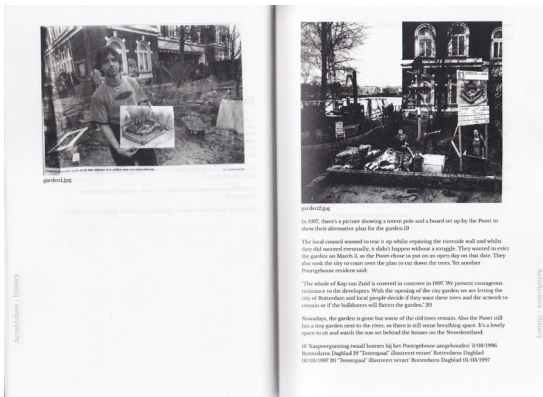 garden1.jpg
AutoArchive : History
garden2.jpg
In 1997, there's a picture showing a totem pole and a board set up by the Poort to
show their alternative plan for the garden.19
The local council wanted to tear it up whilst repairing the riverside wall and whilst
they did succeed eventually, it didn't happen without a struggle. They wanted to evict
the garden on March 3, so the Poort chose to put on an open day on that date. They
also took the city to court over the plan to cut down the trees. Yet another
Poortgebouw resident said:
"The whole of Kop van Zuid is covered in concrete in 1997. We present courageous
resistance to the developers. With the opening of the city garden we are letting the
city of Rotterdam and local people decide if they want these trees and the artwork to
remain or if the bulldozers will flatten the garden." 20
Nowadays, the garden is gone but some of the old trees remain. Also the Poort still
has a tiny garden next to the river, so there is still some breathing space. It's a lovely
space to sit and watch the sun set behind the houses on the Noordereiland.
18 'Kapvergunning twaalf bomen bij het Poortgebouw aangehouden' 2/08/1996
Rotterdams Dagblad 19 "Totempaal" illustreert verzet' Rotterdams Dagblad
01/03/1997 20 "Totempaal" illustreert verzet' Rotterdams Dagblad 01/03/1997
AutoArchive : History